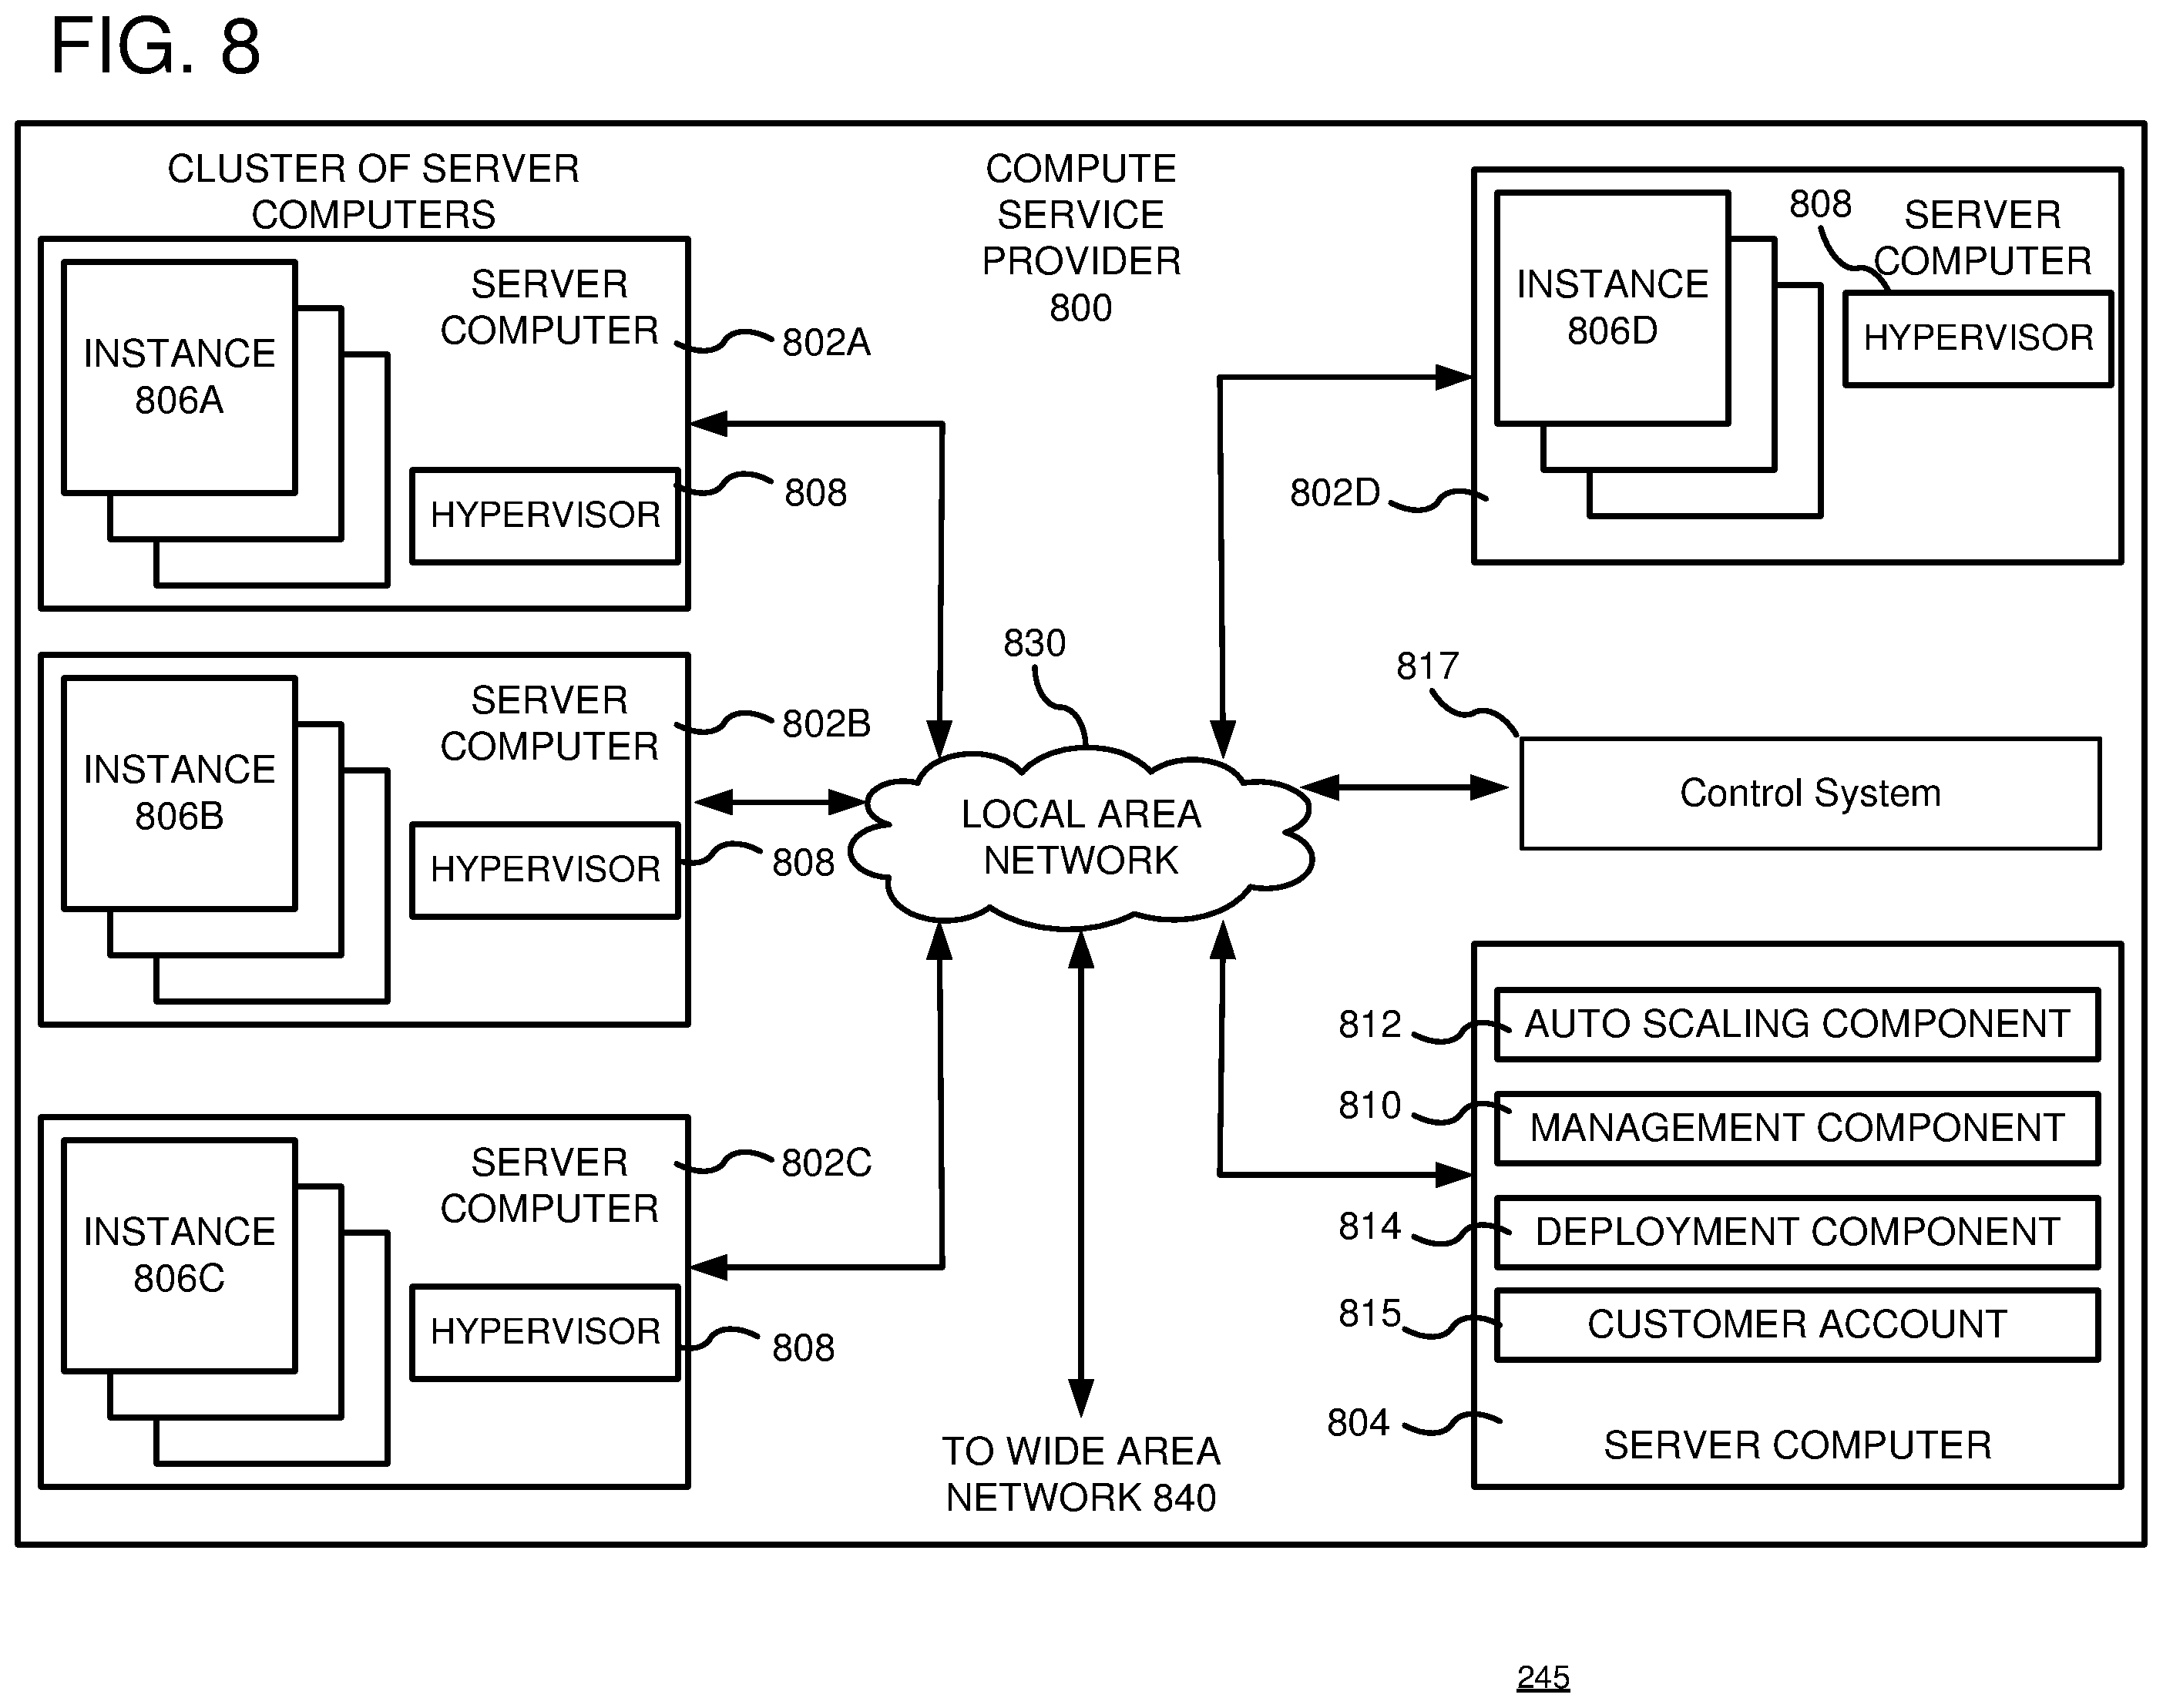 FIG. 8
CLUSTER OF SERVER
COMPUTERS
COMPUTE
SERVICE
PROVIDER
800
SERVER
COMPUTER
802A
INSTANCE
806A
HYPERVISOR
808
808
SERVER
COMPUTER
INSTANCE
806D
HYPERVISOR
802D
SERVER
COMPUTER
802B
INSTANCE
806B
HYPERVISOR
808
830
LOCAL AREA
NETWORK
817
Control System
SERVER
COMPUTER
802C
INSTANCE
806C
HYPERVISOR
808
TO WIDE AREA
NETWORK 840
812
AUTO SCALING COMPONENT
810
MANAGEMENT COMPONENT
814
DEPLOYMENT COMPONENT
815
CUSTOMER ACCOUNT
804
SERVER COMPUTER
245